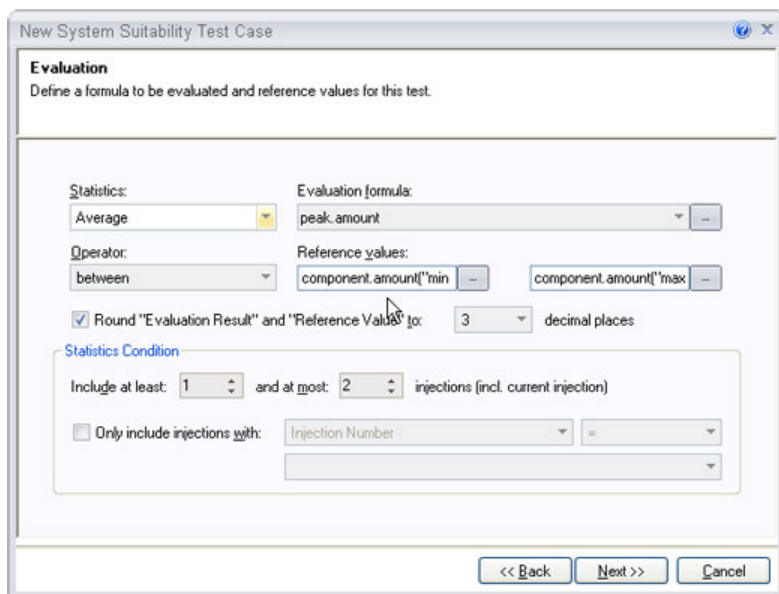 New System Suitability Test Case
Evaluation
Define a formula to be evaluated and reference values for this test.
Statistics: Evaluation formula:
Average peak.amount ...
Operator: Reference values:
between component.amount("min ... component.amount("max ...
Round "Evaluation Result" and "Reference Value" to: 3 decimal places
Statistics Condition
Include at least: 1 and at most: 2 injections (incl. current injection)
Only include injections with: Injection Number =
<< Back Next >> Cancel